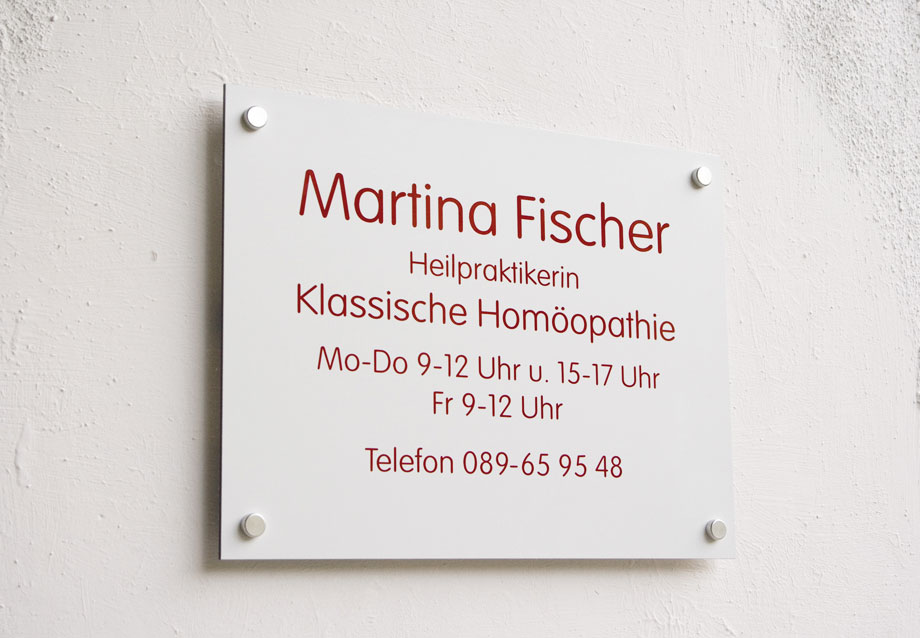 Martina Fischer
Heilpraktikerin
Klassische Homöopathie
Mo-Do 9-12 Uhr u. 15-17 Uhr
Fr 9-12 Uhr
Telefon 089-65 95 48